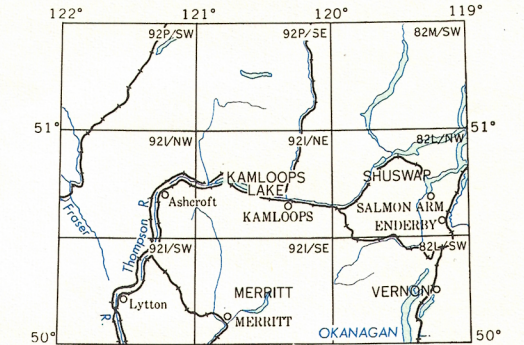 122° 121° 120° 119°
92P/SW 92P/SE 82M/SW
51° 51°
92I/NW 92I/NE 82L/NW
KAMLOOPS SHUSWAP
LAKE
Ashcroft KAMLOOPS SALMON ARM
ENDERBY
Fraser
Thompson R.
92I/SW 92I/SE 82L/SW
MERRITT VERNON
Lytton
R.
MERRITT
OKANAGAN
50° 50°